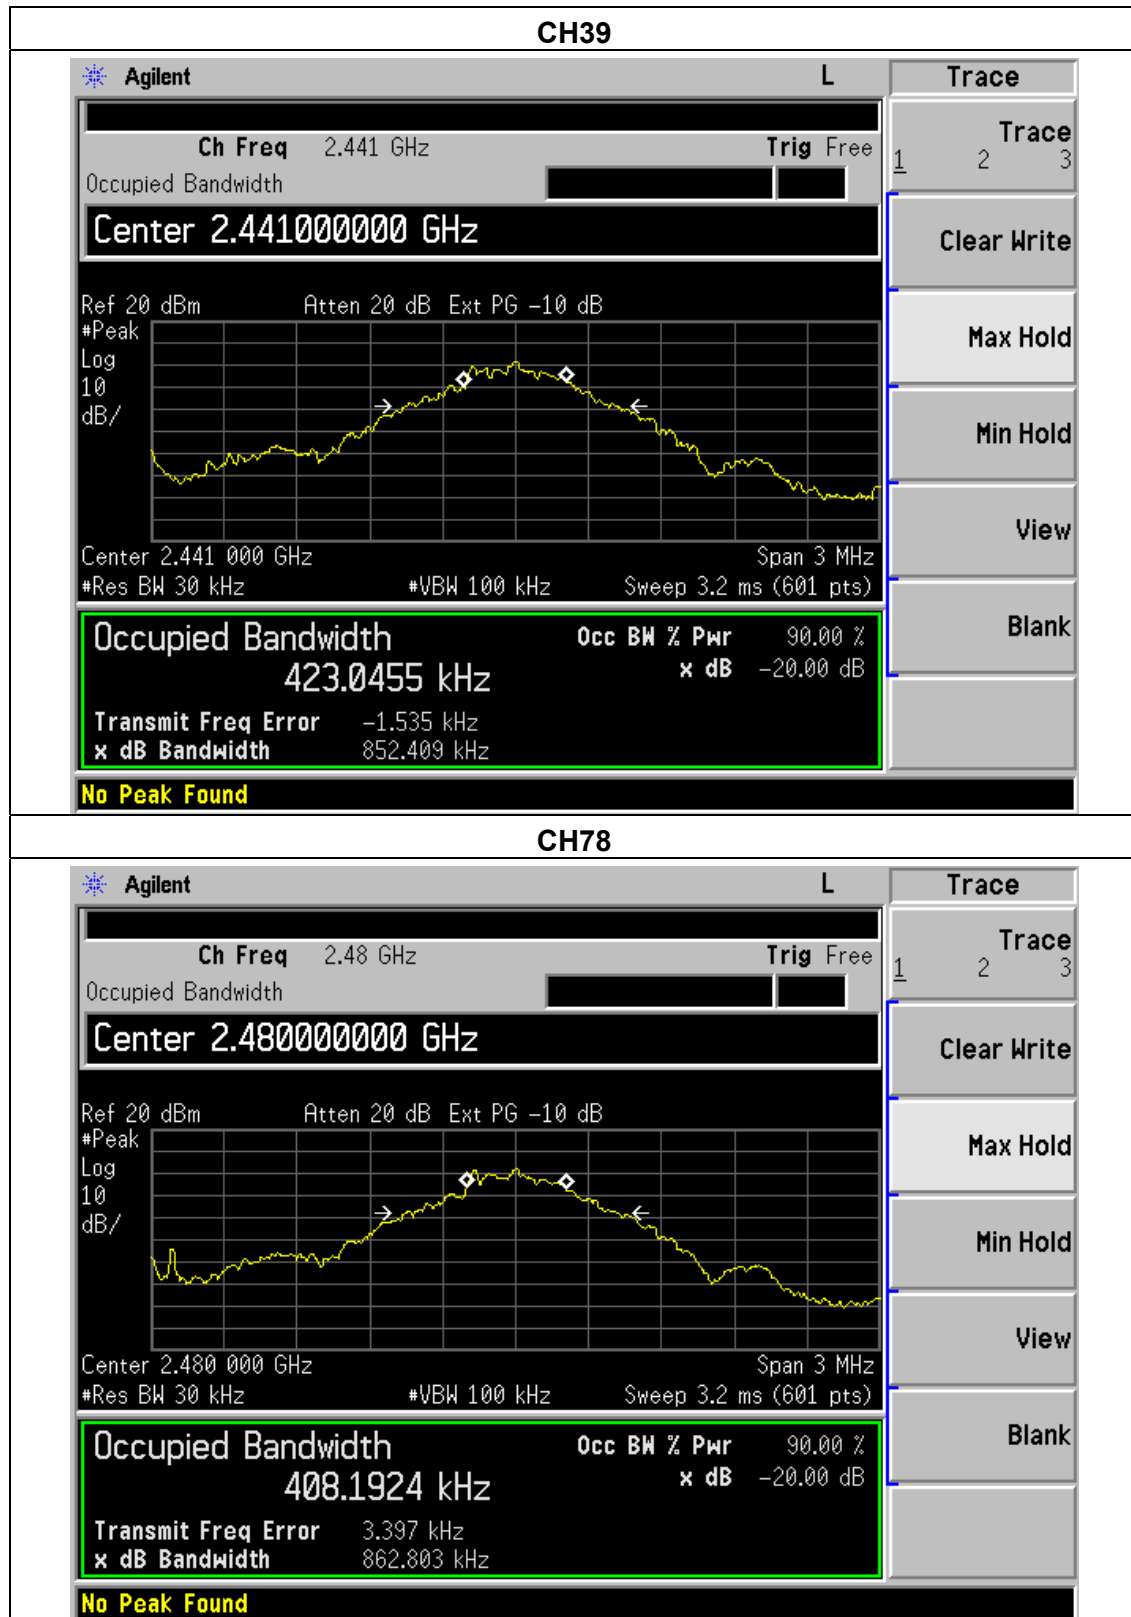 CH39
Agilent L Trace
Ch Freq 2.441 GHz Trig Free
Trace
1 2 3
Occupied Bandwidth
Center 2.441000000 GHz
Clear Write
Ref 20 dBm Atten 20 dB Ext PG -10 dB
#Peak
Log
10
dB/
Max Hold
Min Hold
View
Center 2.441 000 GHz Span 3 MHz
#Res BW 30 kHz #VBW 100 kHz Sweep 3.2 ms (601 pts)
Blank
Occupied Bandwidth Occ BW % Pwr 90.00 %
423.0455 kHz x dB -20.00 dB
Transmit Freq Error -1.535 kHz
x dB Bandwidth 852.409 kHz
No Peak Found
CH78
Agilent L Trace
Ch Freq 2.48 GHz Trig Free
Trace
1 2 3
Occupied Bandwidth
Center 2.480000000 GHz
Clear Write
Ref 20 dBm Atten 20 dB Ext PG -10 dB
#Peak
Log
10
dB/
Max Hold
Min Hold
View
Center 2.480 000 GHz Span 3 MHz
#Res BW 30 kHz #VBW 100 kHz Sweep 3.2 ms (601 pts)
Blank
Occupied Bandwidth Occ BW % Pwr 90.00 %
408.1924 kHz x dB -20.00 dB
Transmit Freq Error 3.397 kHz
x dB Bandwidth 862.803 kHz
No Peak Found